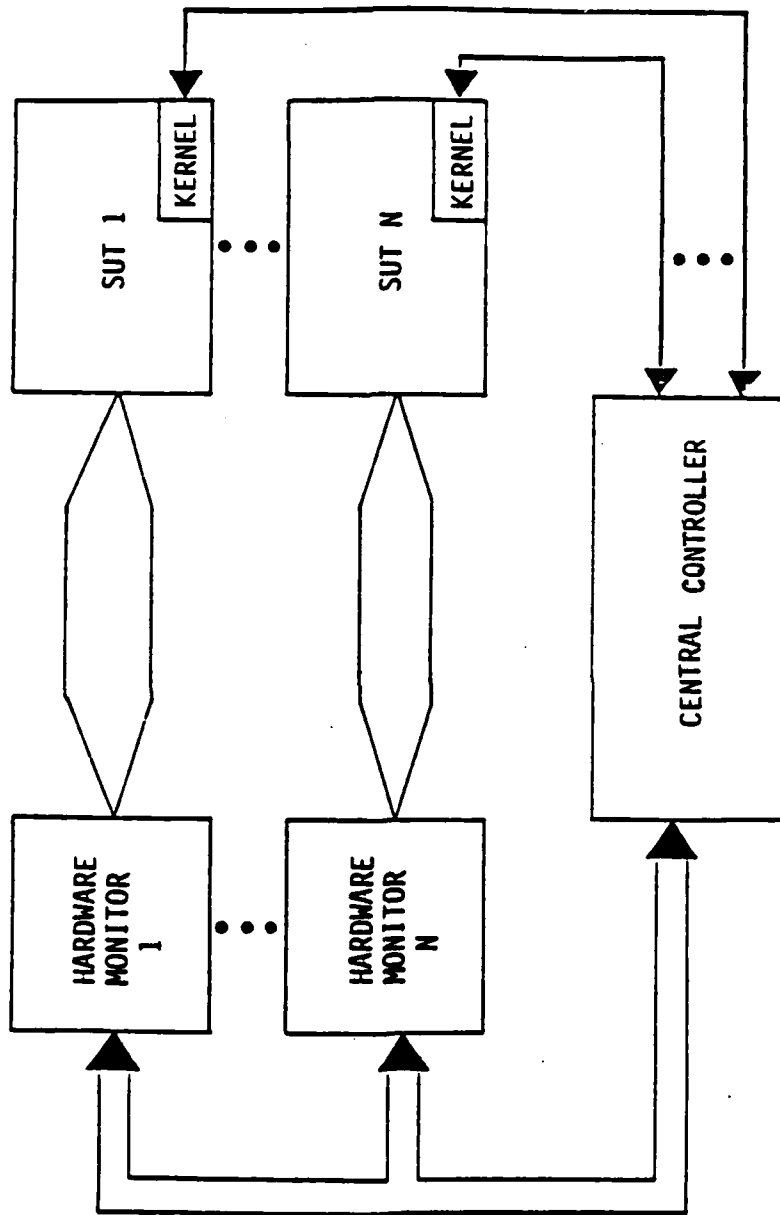 SUT 1
KERNEL
SUT N
KERNEL
HARDWARE
MONITOR
1
HARDWARE
MONITOR
N
CENTRAL CONTROLLER